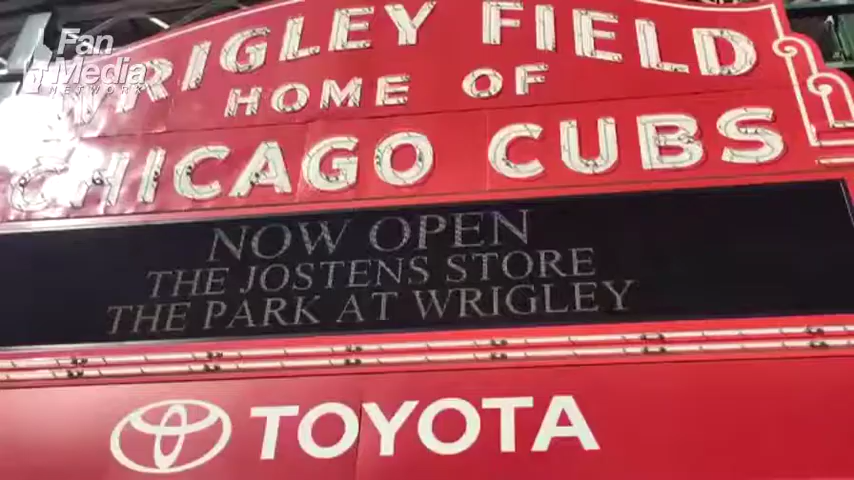 Fan
Media
NETWORK
WRIGLEY FIELD
HOME OF
CHICAGO CUBS
NOW OPEN
THE JOSTENS STORE
THE PARK AT WRIGLEY
TOYOTA